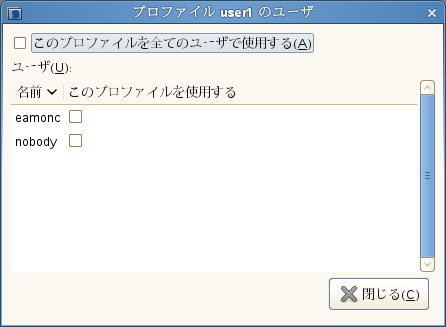 プロファイル user1 のユーザ
このプロファイルを全てのユーザで使用する(A)
ユーザ(U):
名前 このプロファイルを使用する
eamonc
nobody
閉じる(C)